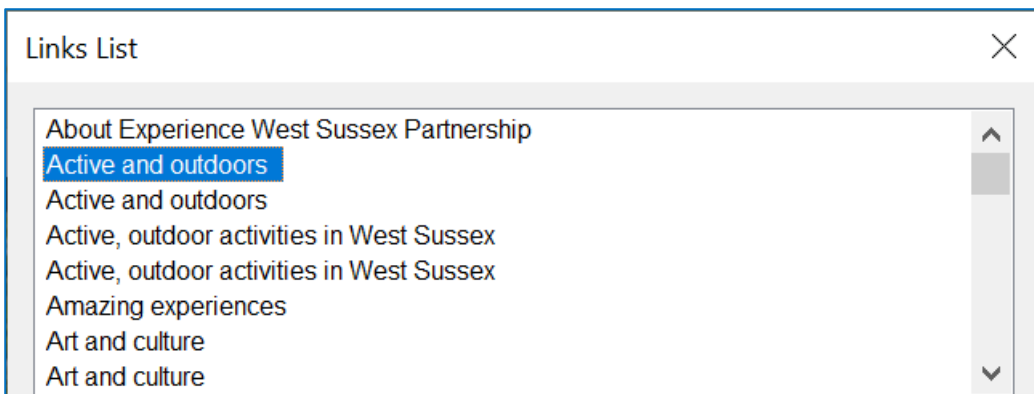 Links List
About Experience West Sussex Partnership
Active and outdoors
Active and outdoors
Active, outdoor activities in West Sussex
Active, outdoor activities in West Sussex
Amazing experiences
Art and culture
Art and culture